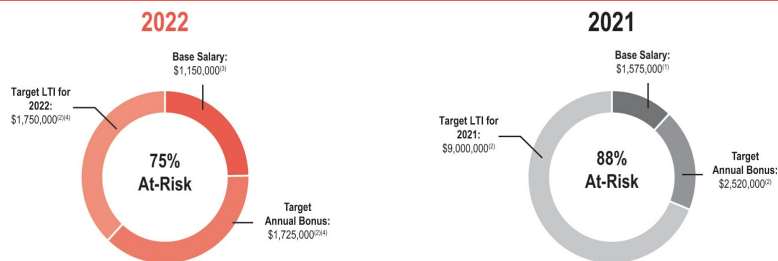 2022
Base Salary:
$1,150,000(3)
Target LTI for
2022:
$1,750,000(2)(4)
75%
At-Risk
Target
Annual Bonus:
$1,725,000(2)(4)
2021
Base Salary:
$1,575,000(1)
Target LTI for
2021:
$9,000,000(2)
88%
At-Risk
Target
Annual Bonus:
$2,520,000(2)